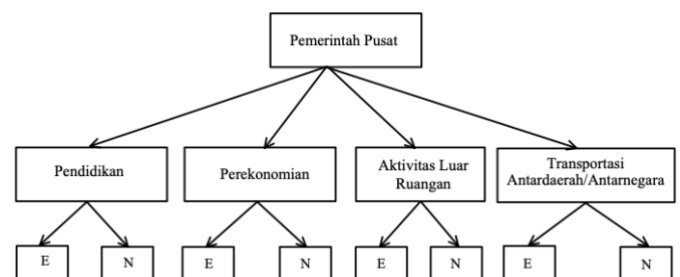 Pemerintah Pusat
Pendidikan
Perekonomian
Aktivitas Luar
Ruangan
Transportasi
Antardaerah/Antarnegara
E
N
E
N
E
N
E
N